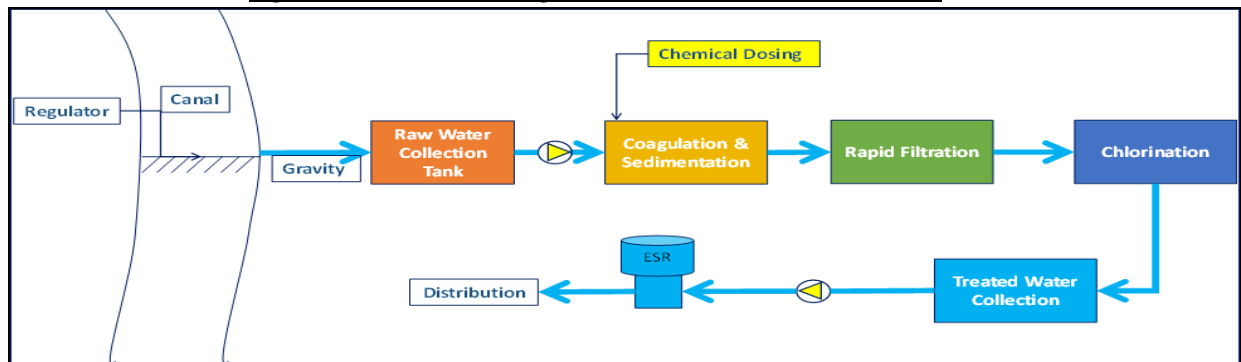 Chemical Dosing
Regulator
Canal
Raw Water
Collection
Tank
Coagulation &
Sedimentation
Rapid Filtration
Chlorination
Gravity
ESR
Distribution
Treated Water
Collection